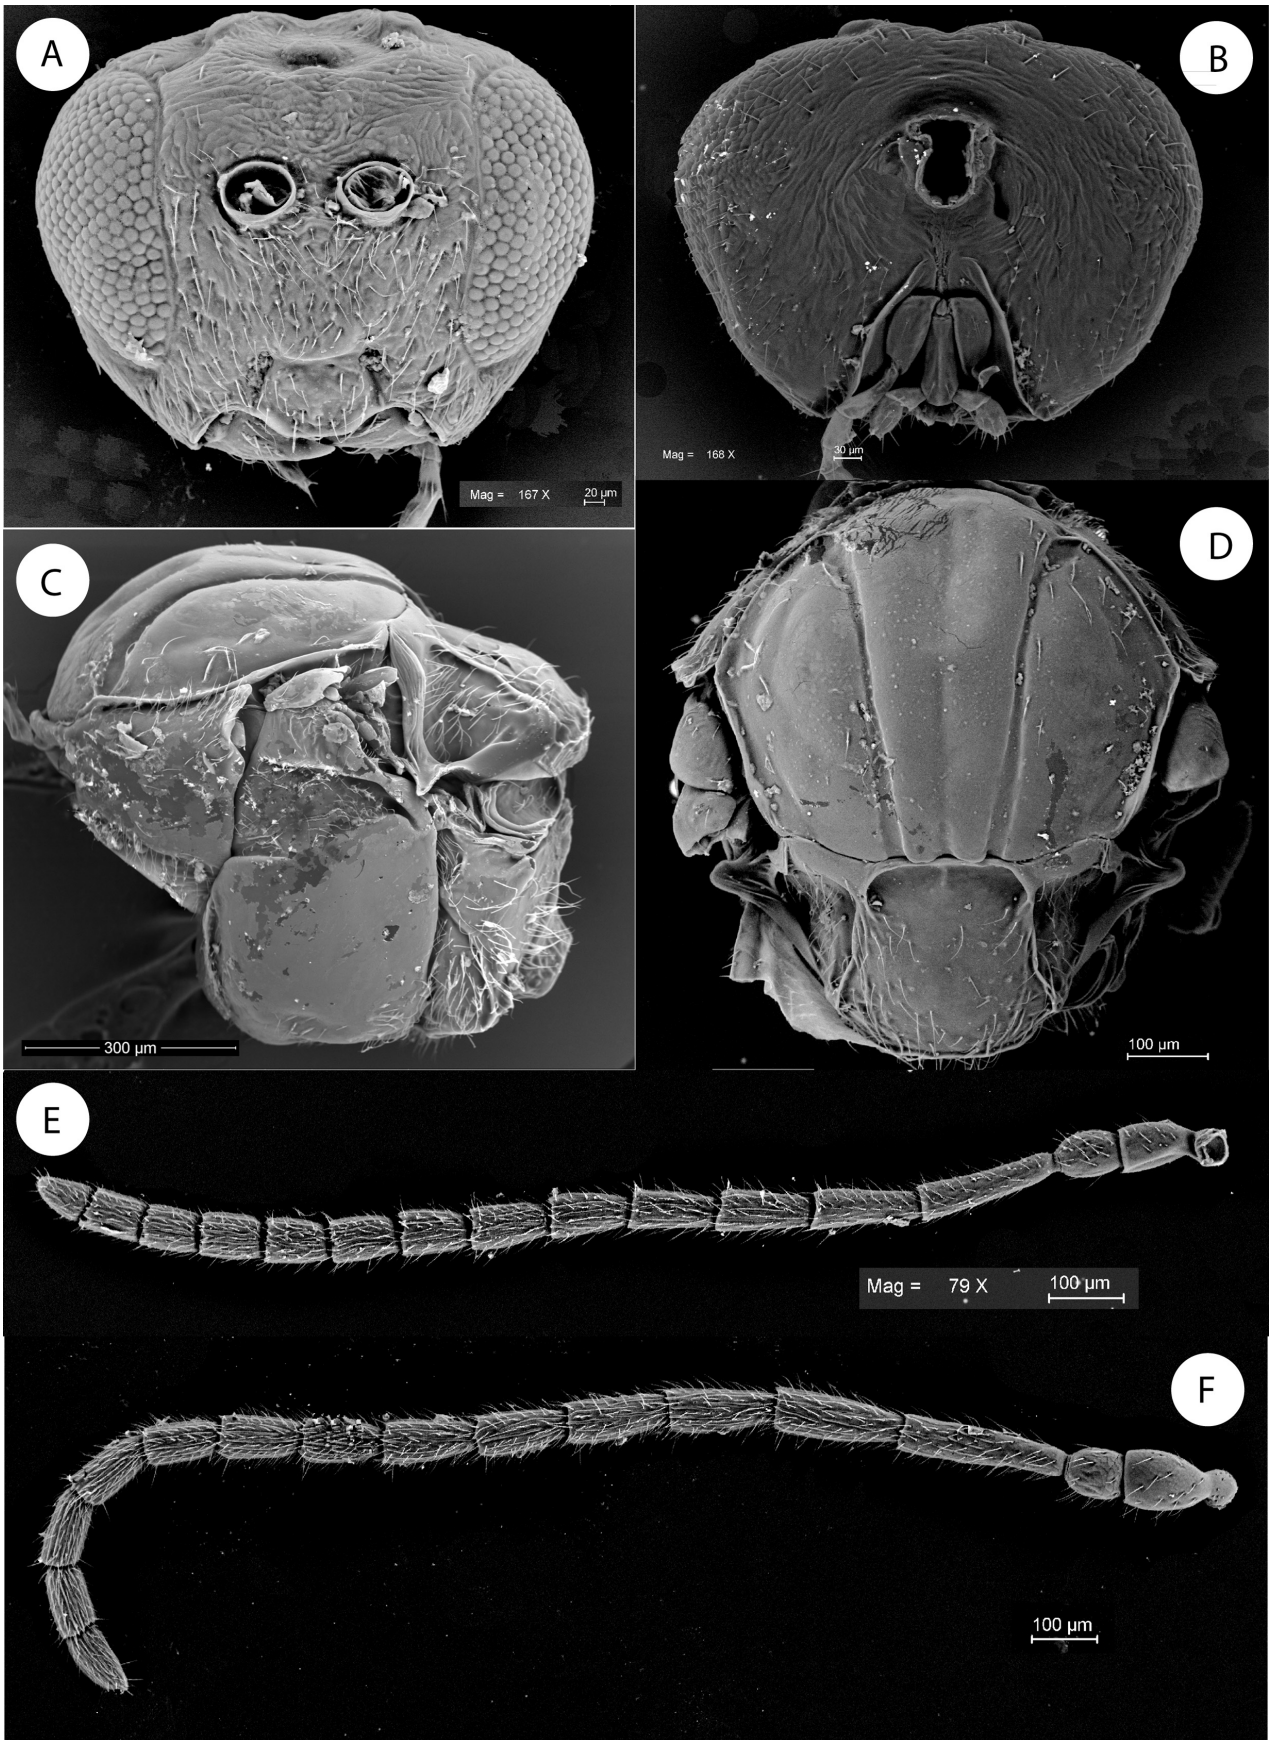 A
B
Mag = 167 X 20 µm
Mag = 168 X 30 µm
C
D
300 µm
100 µm
E
Mag = 79 X 100 µm
F
100 µm